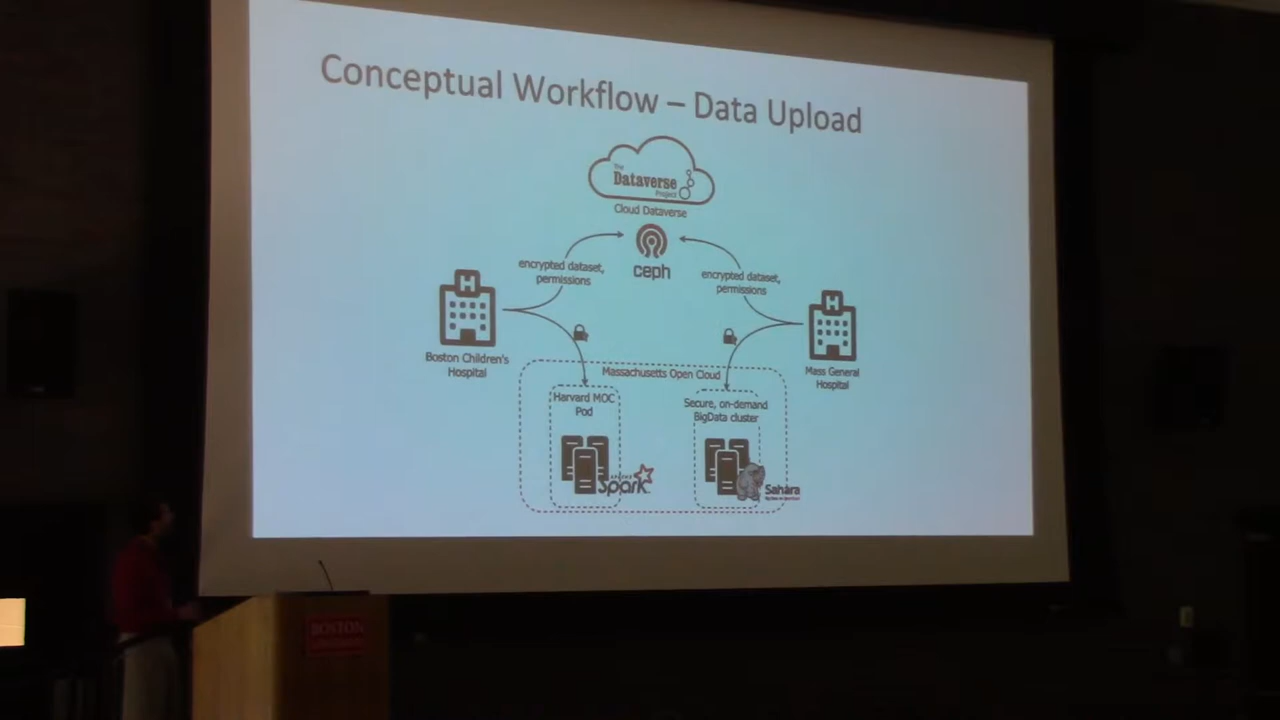 Conceptual Workflow – Data Upload
The
Dataverse
Project
Cloud Dataverse
ceph
encrypted dataset,
permissions
encrypted dataset,
permissions
H
Boston Children's
Hospital
H
Mass General
Hospital
Massachusetts Open Cloud
Harvard MOC
Pod
Secure, on-demand
BigData cluster
Spark
Sahara
BOSTON